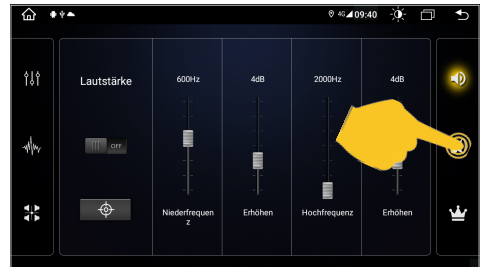 4G 09:40
Lautstärke
600Hz
4dB
2000Hz
4dB
OFF
Niederfrequen
z
Erhöhen
Hochfrequenz
Erhöhen